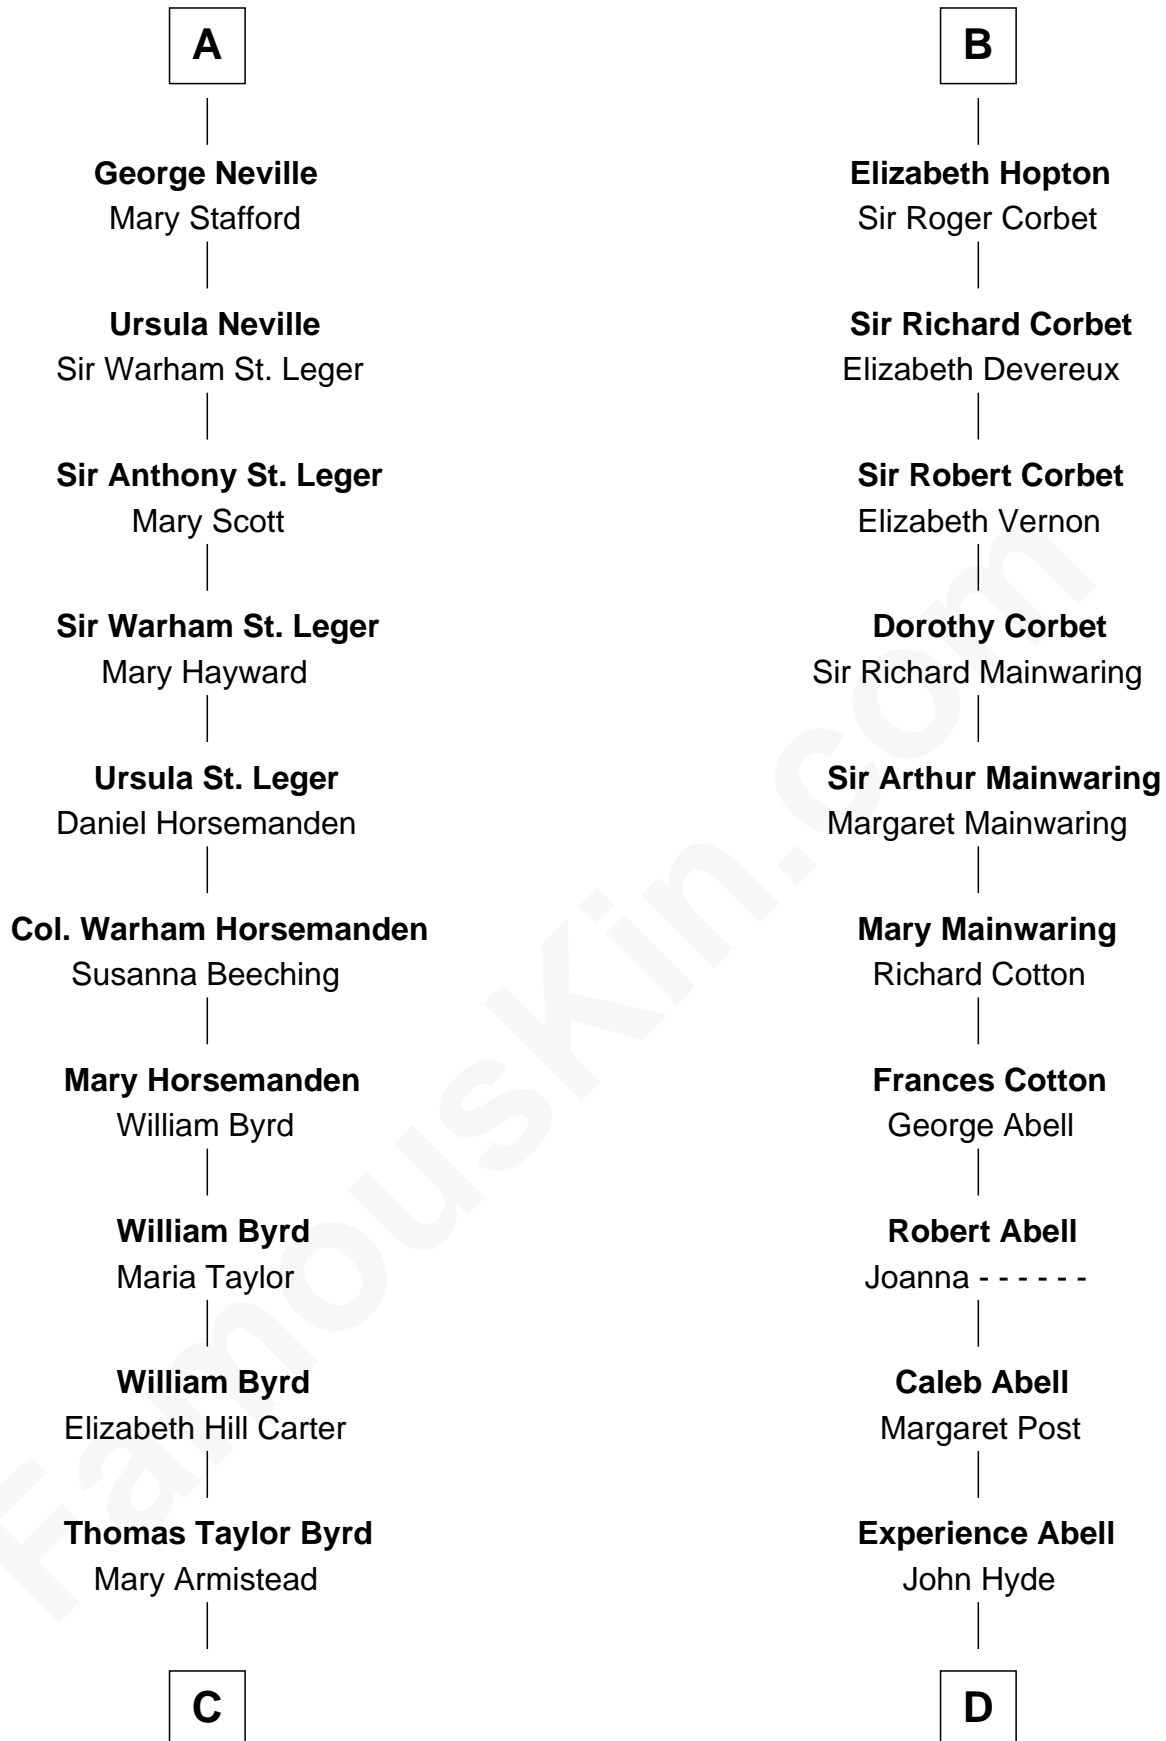 A
George Neville
Mary Stafford
Ursula Neville
Sir Warham St. Leger
Sir Anthony St. Leger
Mary Scott
Sir Warham St. Leger
Mary Hayward
Ursula St. Leger
Daniel Horsemanden
Col. Warham Horsemanden
Susanna Beeching
Mary Horsemanden
William Byrd
William Byrd
Maria Taylor
William Byrd
Elizabeth Hill Carter
Thomas Taylor Byrd
Mary Armistead
C
B
Elizabeth Hopton
Sir Roger Corbet
Sir Richard Corbet
Elizabeth Devereux
Sir Robert Corbet
Elizabeth Vernon
Dorothy Corbet
Sir Richard Mainwaring
Sir Arthur Mainwaring
Margaret Mainwaring
Mary Mainwaring
Richard Cotton
Frances Cotton
George Abell
Robert Abell
Joanna - - - - - -
Caleb Abell
Margaret Post
Experience Abell
John Hyde
D
FamousKin.com